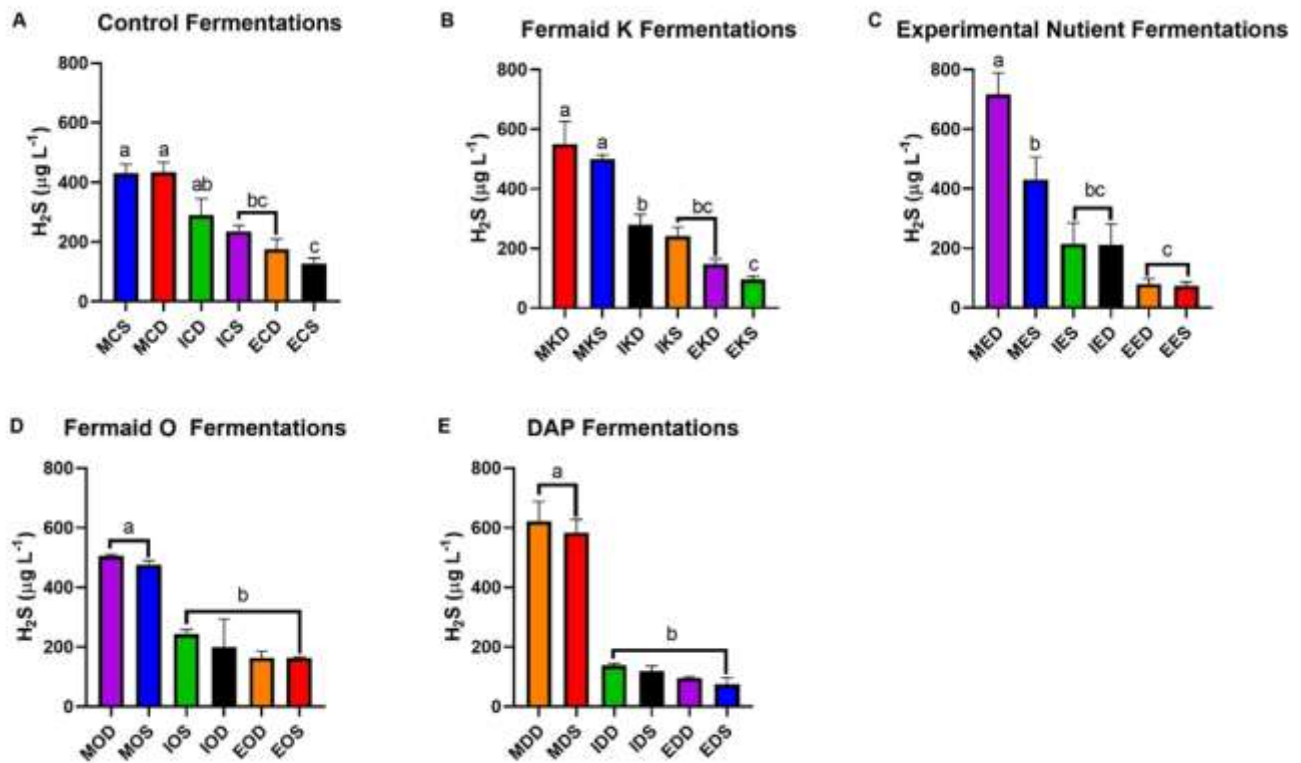 A Control Fermentations
800
600
400
200
0
H₂S (µg L⁻¹)
a
a
ab
bc
c
MCS
MCD
ICD
ICS
ECD
ECS
B Fermaid K Fermentations
800
600
400
200
0
H₂S (µg L⁻¹)
a
a
b
bc
c
MKD
MKS
IKD
IKS
EKD
EKS
C Experimental Nutient Fermentations
800
600
400
200
0
H₂S (µg L⁻¹)
a
b
bc
c
MED
MES
IES
IED
EED
EES
D Fermaid O Fermentations
800
600
400
200
0
H₂S (µg L⁻¹)
a
b
MOD
MOS
IOS
IOD
EOD
EOS
E DAP Fermentations
800
600
400
200
0
H₂S (µg L⁻¹)
a
b
MDD
MDS
IDD
IDS
EDD
EDS